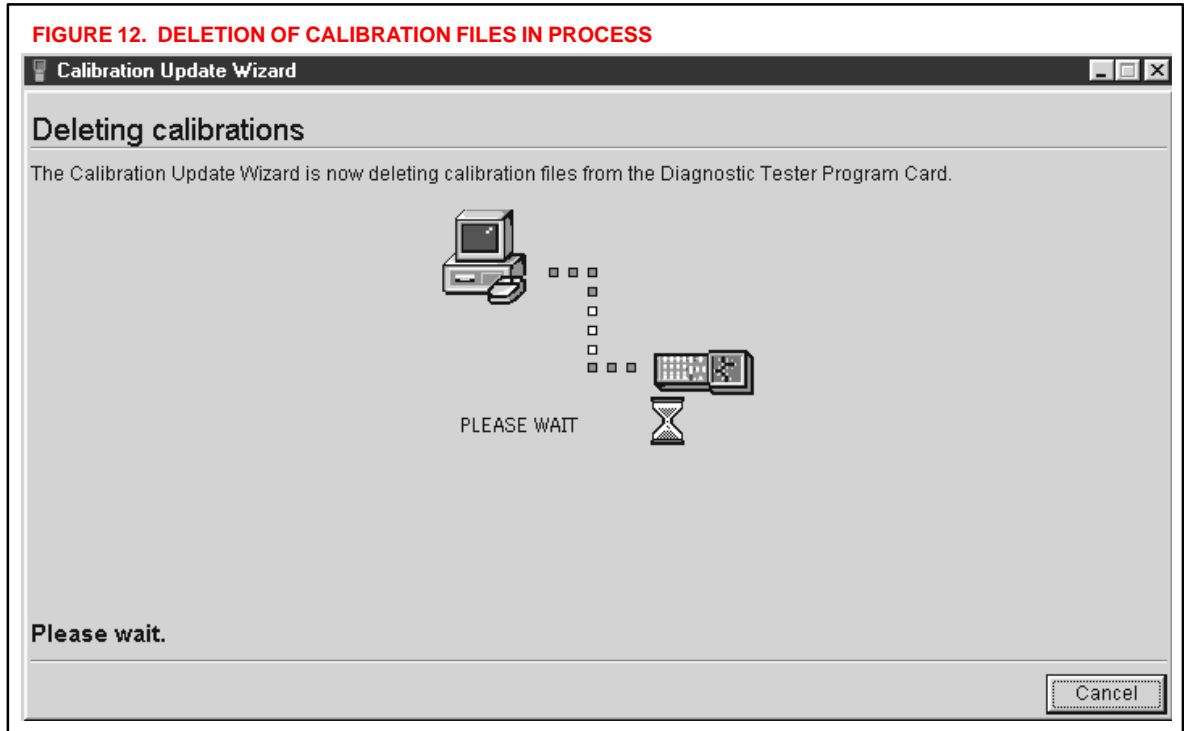 FIGURE 12. DELETION OF CALIBRATION FILES IN PROCESS
Calibration Update Wizard
Deleting calibrations
The Calibration Update Wizard is now deleting calibration files from the Diagnostic Tester Program Card.
PLEASE WAIT
Please wait.
Cancel